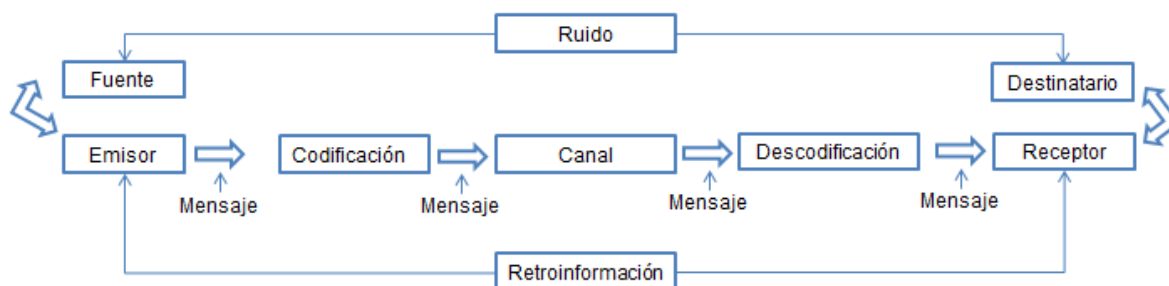 Ruido
Fuente
Destinatario
Emisor
Codificación
Canal
Descodificación
Receptor
Mensaje
Mensaje
Mensaje
Mensaje
Retroinformación